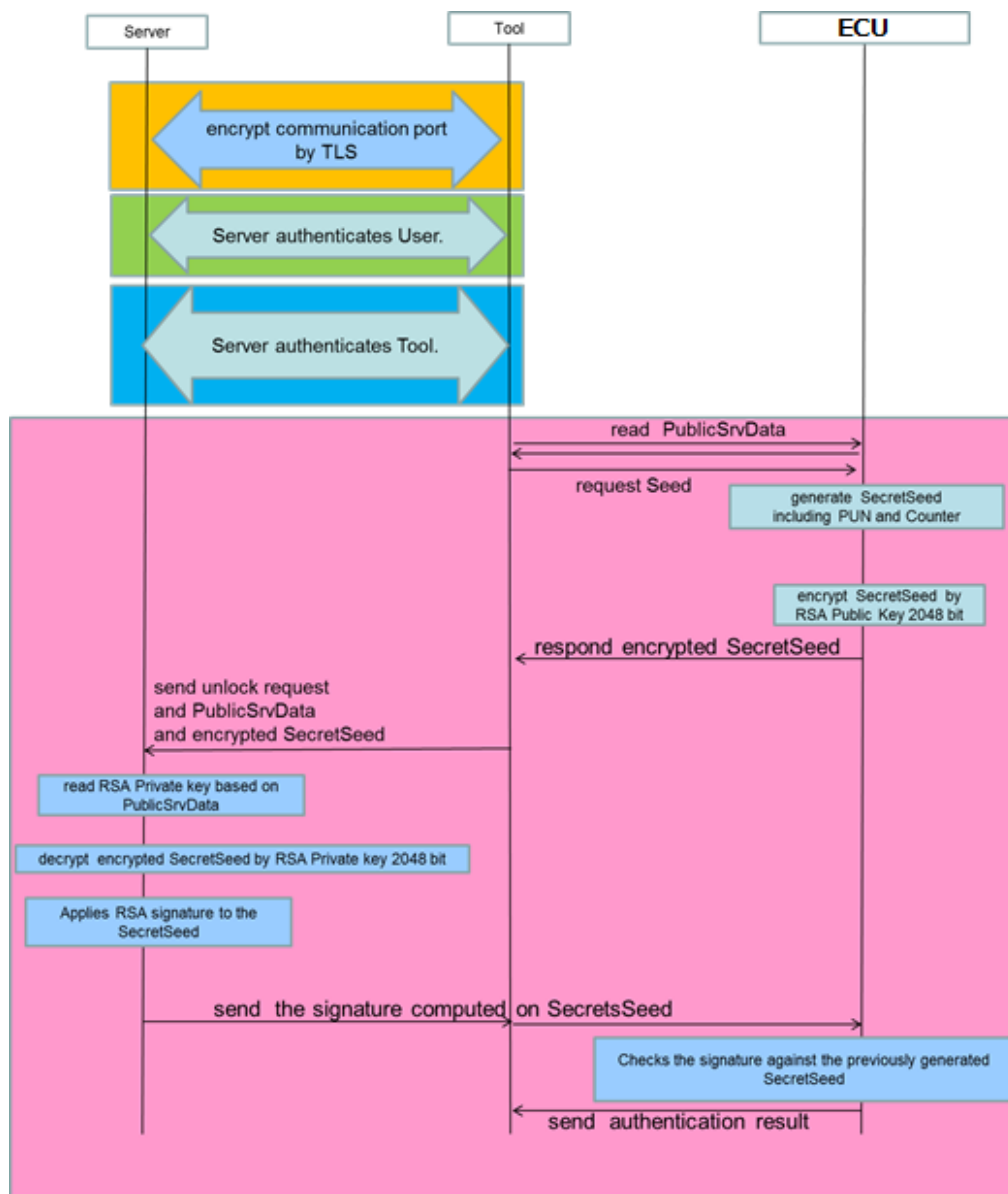 Server
Tool
ECU
encrypt communication port
by TLS
Server authenticates User.
Server authenticates Tool.
read PublicSrvData
request Seed
generate SecretSeed
including PUN and Counter
encrypt SecretSeed by
RSA Public Key 2048 bit
respond encrypted SecretSeed
send unlock request
and PublicSrvData
and encrypted SecretSeed
read RSA Private key based on
PublicSrvData
decrypt encrypted SecretSeed by RSA Private key 2048 bit
Applies RSA signature to the
SecretSeed
send the signature computed on SecretsSeed
Checks the signature against the previously generated
SecretSeed
send authentication result